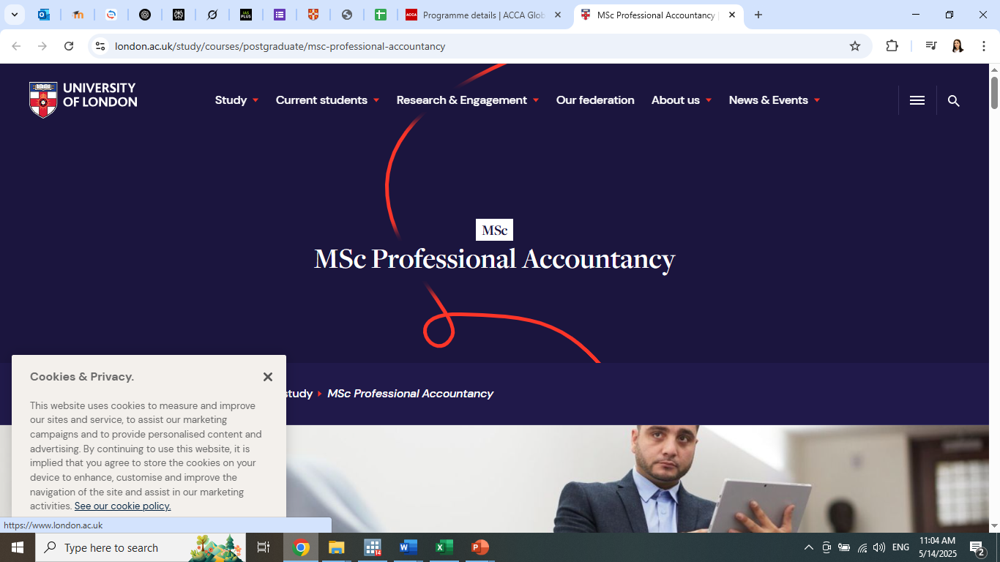 Programme details | ACCA Glob
MSc Professional Accountancy |
london.ac.uk/study/courses/postgraduate/msc-professional-accountancy
UNIVERSITY
OF LONDON
Study
Current students
Research & Engagement
Our federation
About us
News & Events
MSc
MSc Professional Accountancy
study
MSc Professional Accountancy
Cookies & Privacy.
This website uses cookies to measure and improve
our sites and service, to assist our marketing
campaigns and to provide personalised content and
advertising. By continuing to use this website, it is
implied that you agree to store the cookies on your
device to enhance, customise and improve the
navigation of the site and assist in our marketing
activities. See our cookie policy.
https://www.london.ac.uk
Type here to search
ENG
11:04 AM
5/14/2025
2